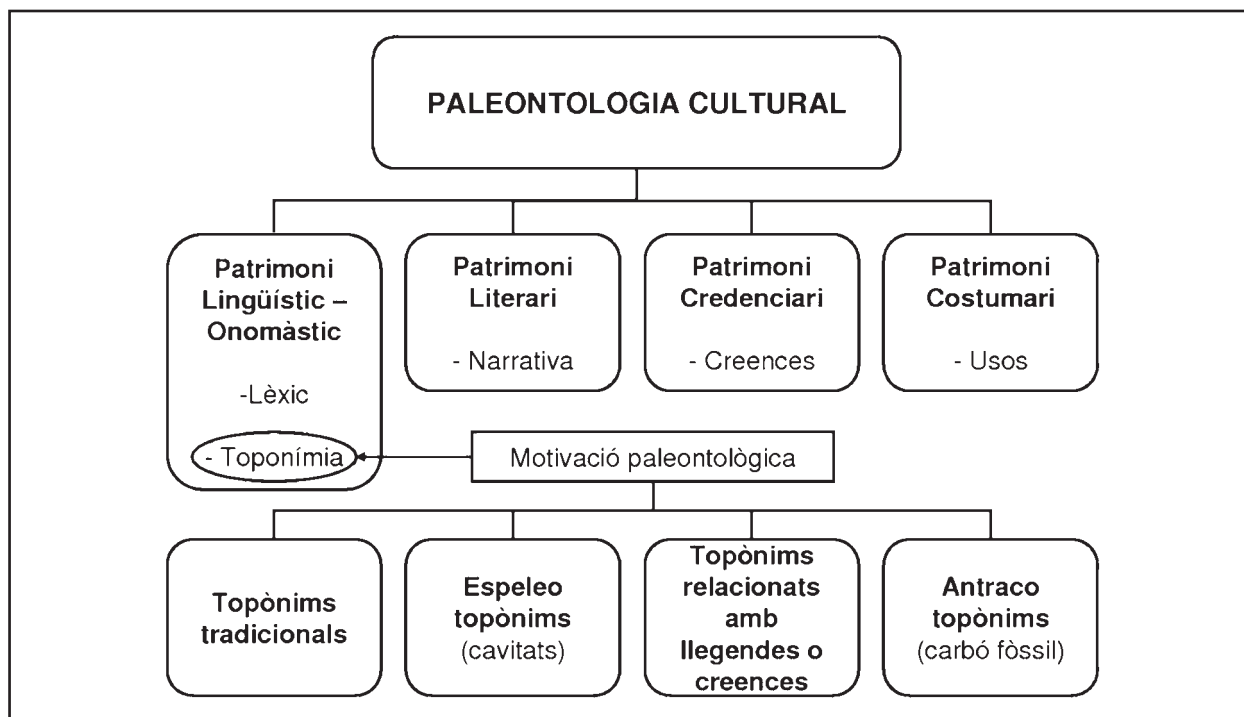 PALEONTOLOGIA CULTURAL
Patrimoni
Lingüístic –
Onomàstic
-Lèxic
- Toponímia
Patrimoni
Literari
- Narrativa
Patrimoni
Credenciari
- Creences
Patrimoni
Costumari
- Usos
Motivació paleontològica
Topònims
tradicionals
Espeleo
topònims
(cavitats)
Topònims
relacionats
amb
llegendes o
creences
Antraco
topònims
(carbó fòssil)